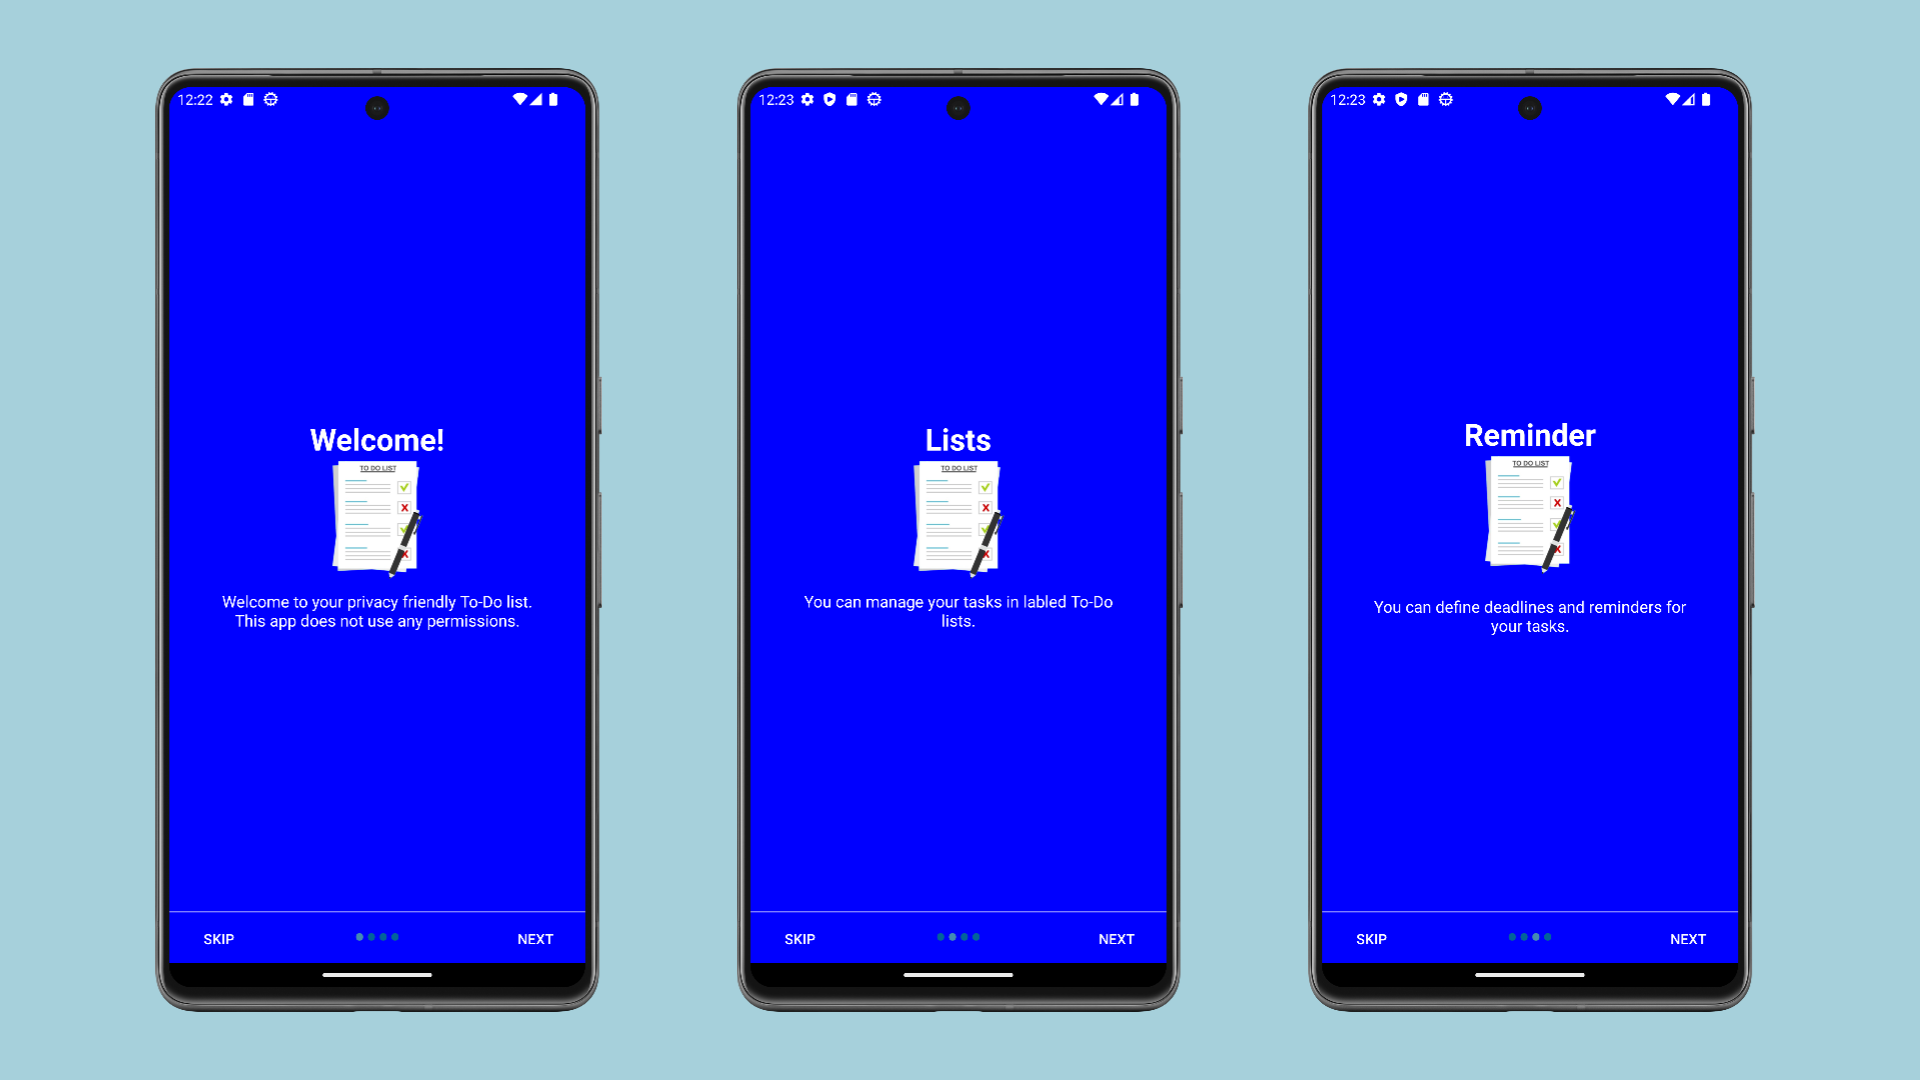 12:22
Welcome!
TO DO LIST
Welcome to your privacy friendly To-Do list.
This app does not use any permissions.
SKIP
NEXT
12:23
Lists
TO DO LIST
You can manage your tasks in labled To-Do
lists.
SKIP
NEXT
12:23
Reminder
TO DO LIST
You can define deadlines and reminders for
your tasks.
SKIP
NEXT